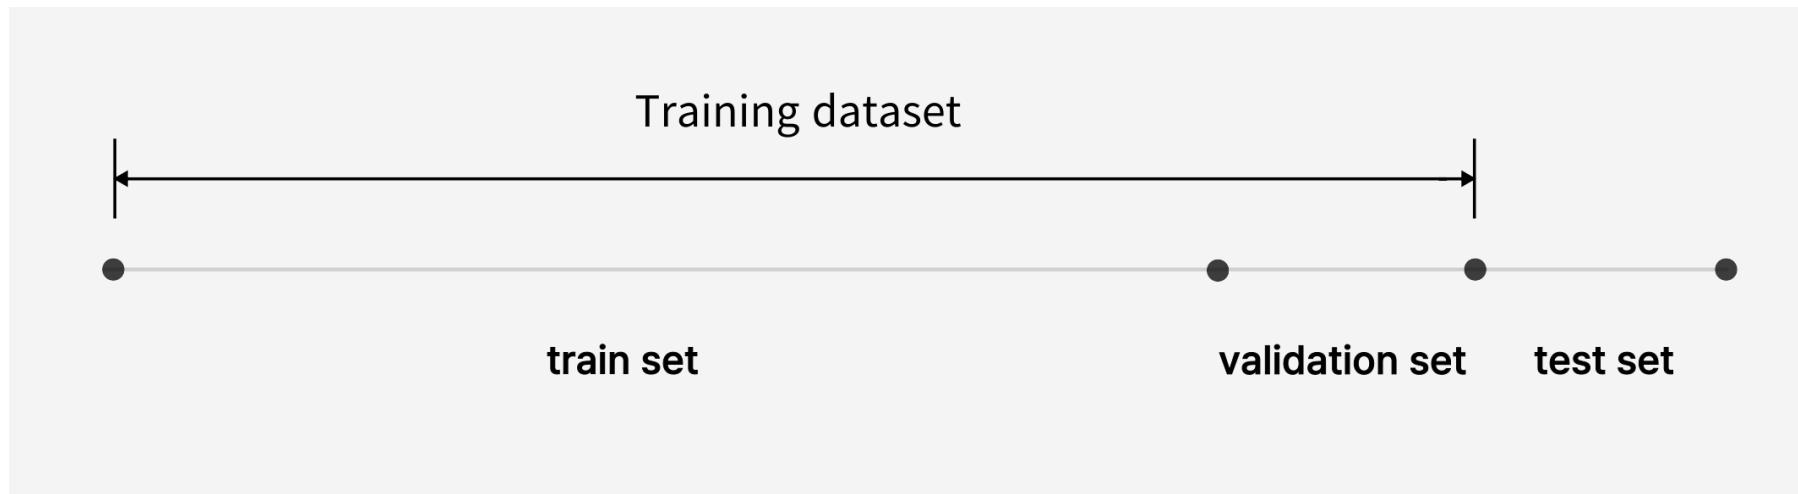 Training dataset
train set
validation set
test set